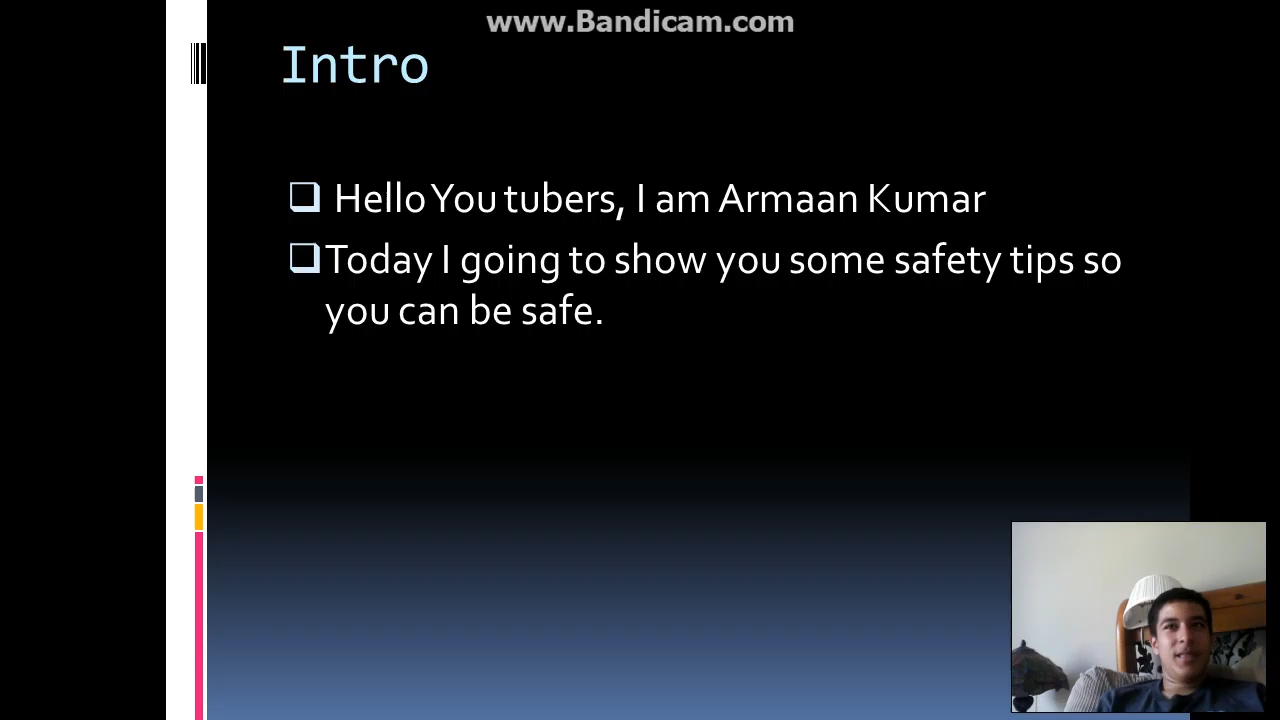 www.Bandicam.com
Intro
Hello You tubers, I am Armaan Kumar
Today I going to show you some safety tips so
you can be safe.